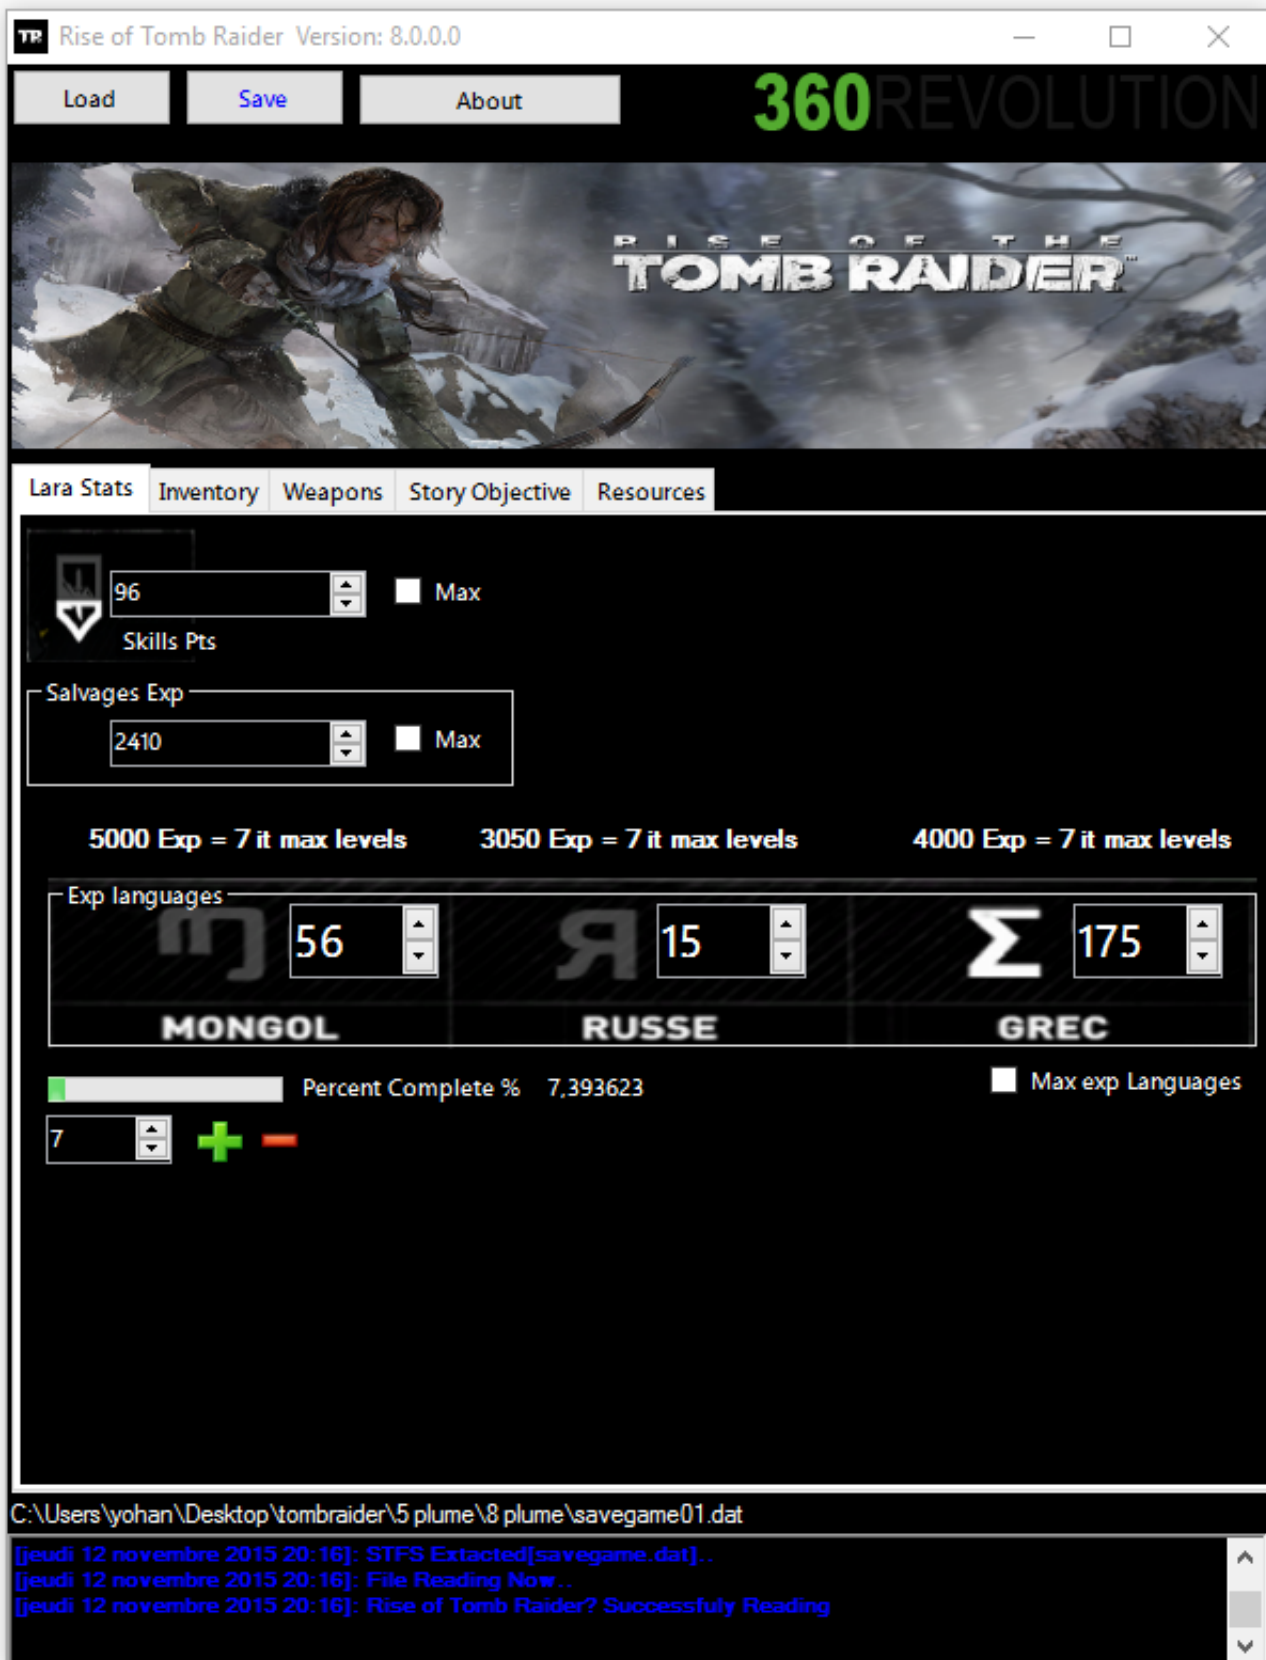 TR Rise of Tomb Raider Version: 8.0.0.0
Load Save About 360REVOLUTION
RISE OF THE
TOMB RAIDER™
Lara Stats Inventory Weapons Story Objective Resources
96 Max
Skills Pts
Salvages Exp
2410 Max
5000 Exp = 7 it max levels 3050 Exp = 7 it max levels 4000 Exp = 7 it max levels
Exp languages
56 Я 15 Σ 175
MONGOL RUSSE GREC
Percent Complete % 7,393623 Max exp Languages
7
C:\Users\yohan\Desktop\tombraider\5 plume\8 plume\savegame01.dat
[jeudi 12 novembre 2015 20:16]: STFS Extacted[savegame.dat]..
[jeudi 12 novembre 2015 20:16]: File Reading Now..
[jeudi 12 novembre 2015 20:16]: Rise of Tomb Raider? Successfuly Reading